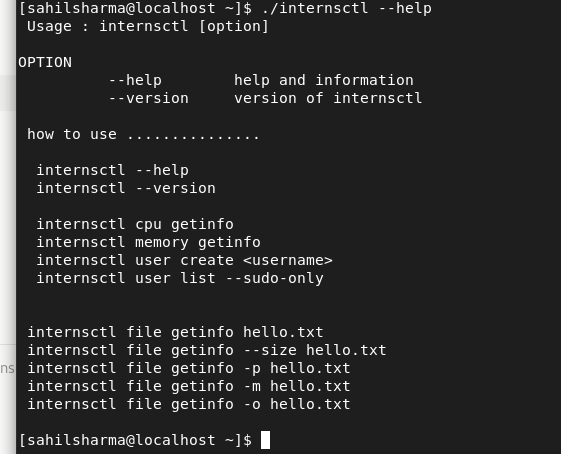 [sahilsharma@localhost ~]$ ./internsctl --help
Usage : internsctl [option]
OPTION
--help help and information
--version version of internsctl
how to use ...............
internsctl --help
internsctl --version
internsctl cpu getinfo
internsctl memory getinfo
internsctl user create <username>
internsctl user list --sudo-only
internsctl file getinfo hello.txt
internsctl file getinfo --size hello.txt
internsctl file getinfo -p hello.txt
internsctl file getinfo -m hello.txt
internsctl file getinfo -o hello.txt
[sahilsharma@localhost ~]$
ns